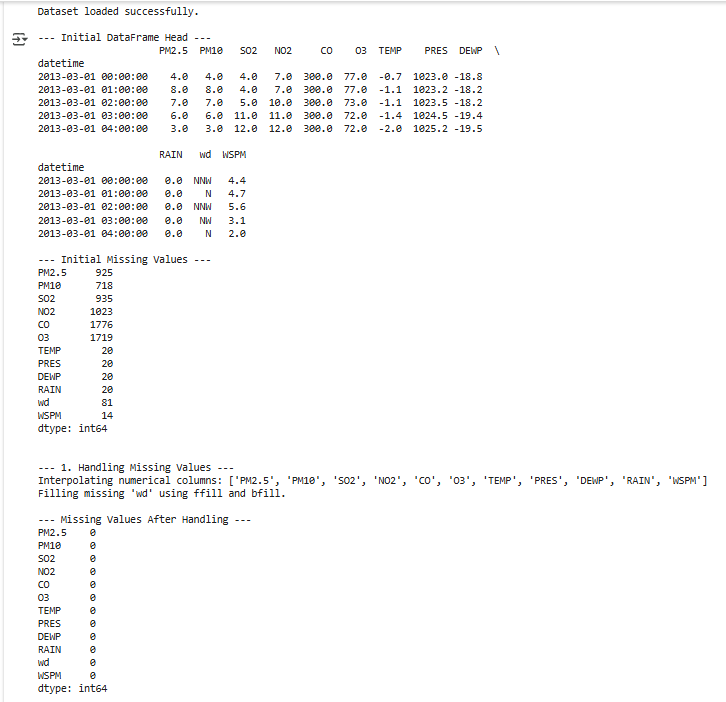 Dataset loaded successfully.
--- Initial DataFrame Head ---
PM2.5 PM10 SO2 NO2 CO O3 TEMP PRES DEWP \
datetime
2013-03-01 00:00:00 4.0 4.0 4.0 7.0 300.0 77.0 -0.7 1023.0 -18.8
2013-03-01 01:00:00 8.0 8.0 4.0 7.0 300.0 77.0 -1.1 1023.2 -18.2
2013-03-01 02:00:00 7.0 7.0 5.0 10.0 300.0 73.0 -1.1 1023.5 -18.2
2013-03-01 03:00:00 6.0 6.0 11.0 11.0 300.0 72.0 -1.4 1024.5 -19.4
2013-03-01 04:00:00 3.0 3.0 12.0 12.0 300.0 72.0 -2.0 1025.2 -19.5
RAIN wd WSPM
datetime
2013-03-01 00:00:00 0.0 NNW 4.4
2013-03-01 01:00:00 0.0 N 4.7
2013-03-01 02:00:00 0.0 NNW 5.6
2013-03-01 03:00:00 0.0 NW 3.1
2013-03-01 04:00:00 0.0 N 2.0
--- Initial Missing Values ---
PM2.5 925
PM10 718
SO2 935
NO2 1023
CO 1776
O3 1719
TEMP 20
PRES 20
DEWP 20
RAIN 20
wd 81
WSPM 14
dtype: int64
--- 1. Handling Missing Values ---
Interpolating numerical columns: ['PM2.5', 'PM10', 'SO2', 'NO2', 'CO', 'O3', 'TEMP', 'PRES', 'DEWP', 'RAIN', 'WSPM']
Filling missing 'wd' using ffill and bfill.
--- Missing Values After Handling ---
PM2.5 0
PM10 0
SO2 0
NO2 0
CO 0
O3 0
TEMP 0
PRES 0
DEWP 0
RAIN 0
wd 0
WSPM 0
dtype: int64